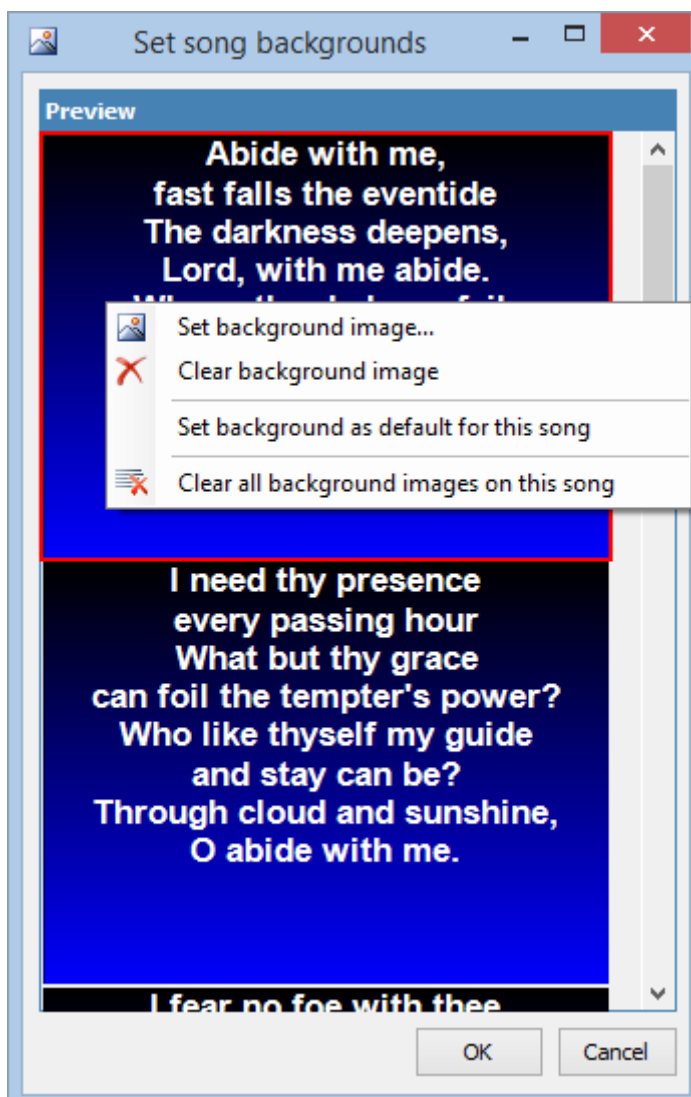 Set song backgrounds
Preview
Abide with me,
fast falls the eventide
The darkness deepens,
Lord, with me abide.
Set background image...
Clear background image
Set background as default for this song
Clear all background images on this song
I need thy presence
every passing hour
What but thy grace
can foil the tempter's power?
Who like thyself my guide
and stay can be?
Through cloud and sunshine,
O abide with me.
I fear no foe with thee
OK
Cancel